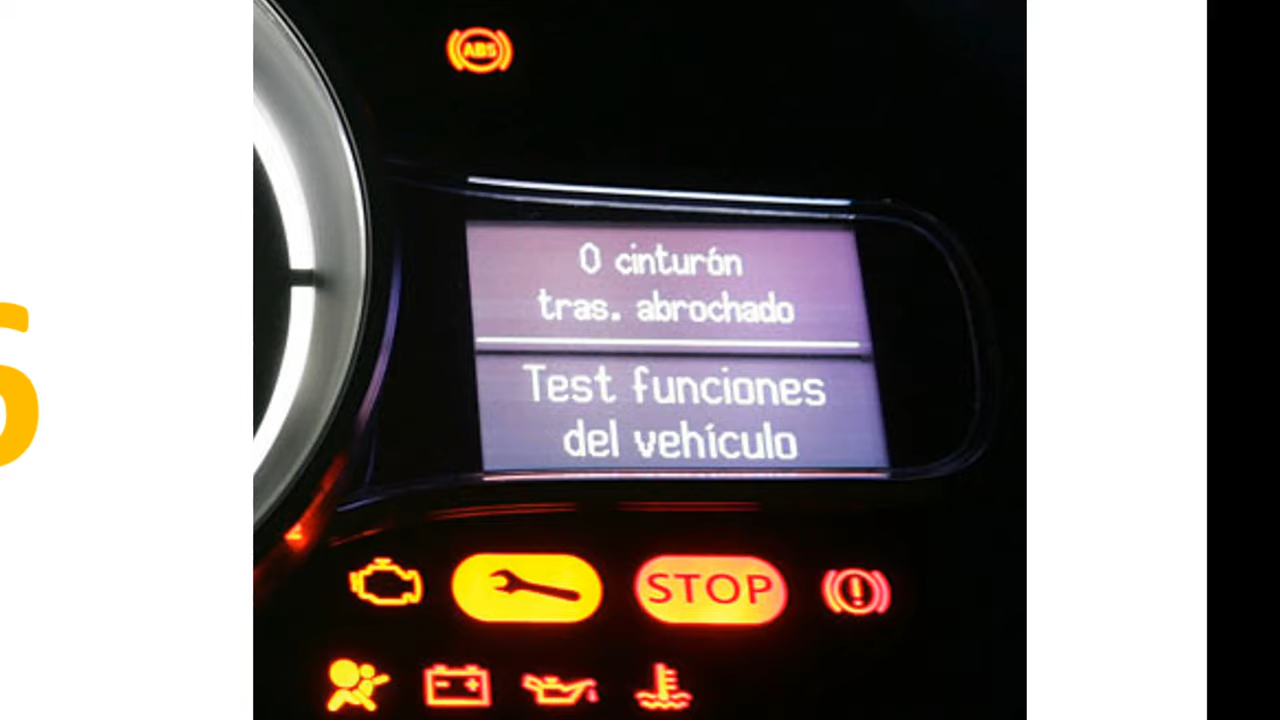 ABS
0 cinturón
tras. abrochado
Test funciones
del vehículo
STOP